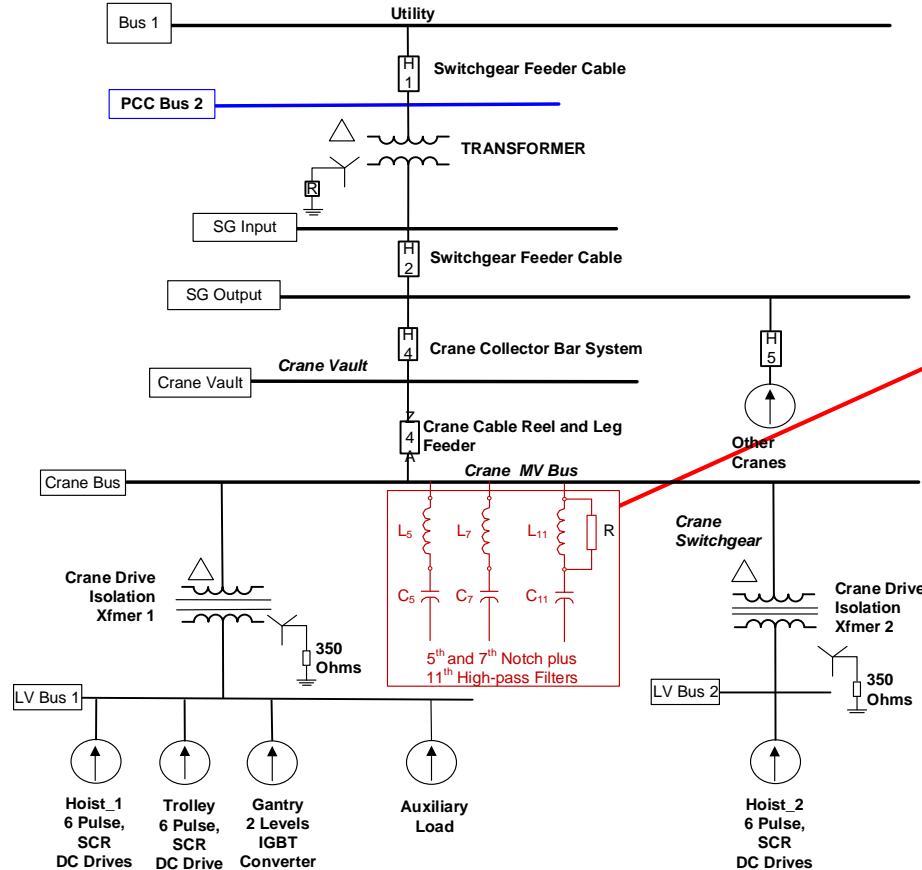 Bus 1
Utility
H
1
Switchgear Feeder Cable
PCC Bus 2
TRANSFORMER
R
SG Input
H
2
Switchgear Feeder Cable
SG Output
H
4
Crane Collector Bar System
H
5
Crane Vault
Crane Vault
Z
4
A
Crane Cable Reel and Leg
Feeder
Other
Cranes
Crane MV Bus
Crane Bus
L5
L7
L11
R
Crane
Switchgear
C5
C7
C11
Crane Drive
Isolation
Xfmer 1
Crane Drive
Isolation
Xfmer 2
350
Ohms
350
Ohms
5th and 7th Notch plus
11th High-pass Filters
LV Bus 1
LV Bus 2
Hoist_1
6 Pulse,
SCR
DC Drives
Trolley
6 Pulse,
SCR
DC Drive
Gantry
2 Levels
IGBT
Converter
Auxiliary
Load
Hoist_2
6 Pulse,
SCR
DC Drives